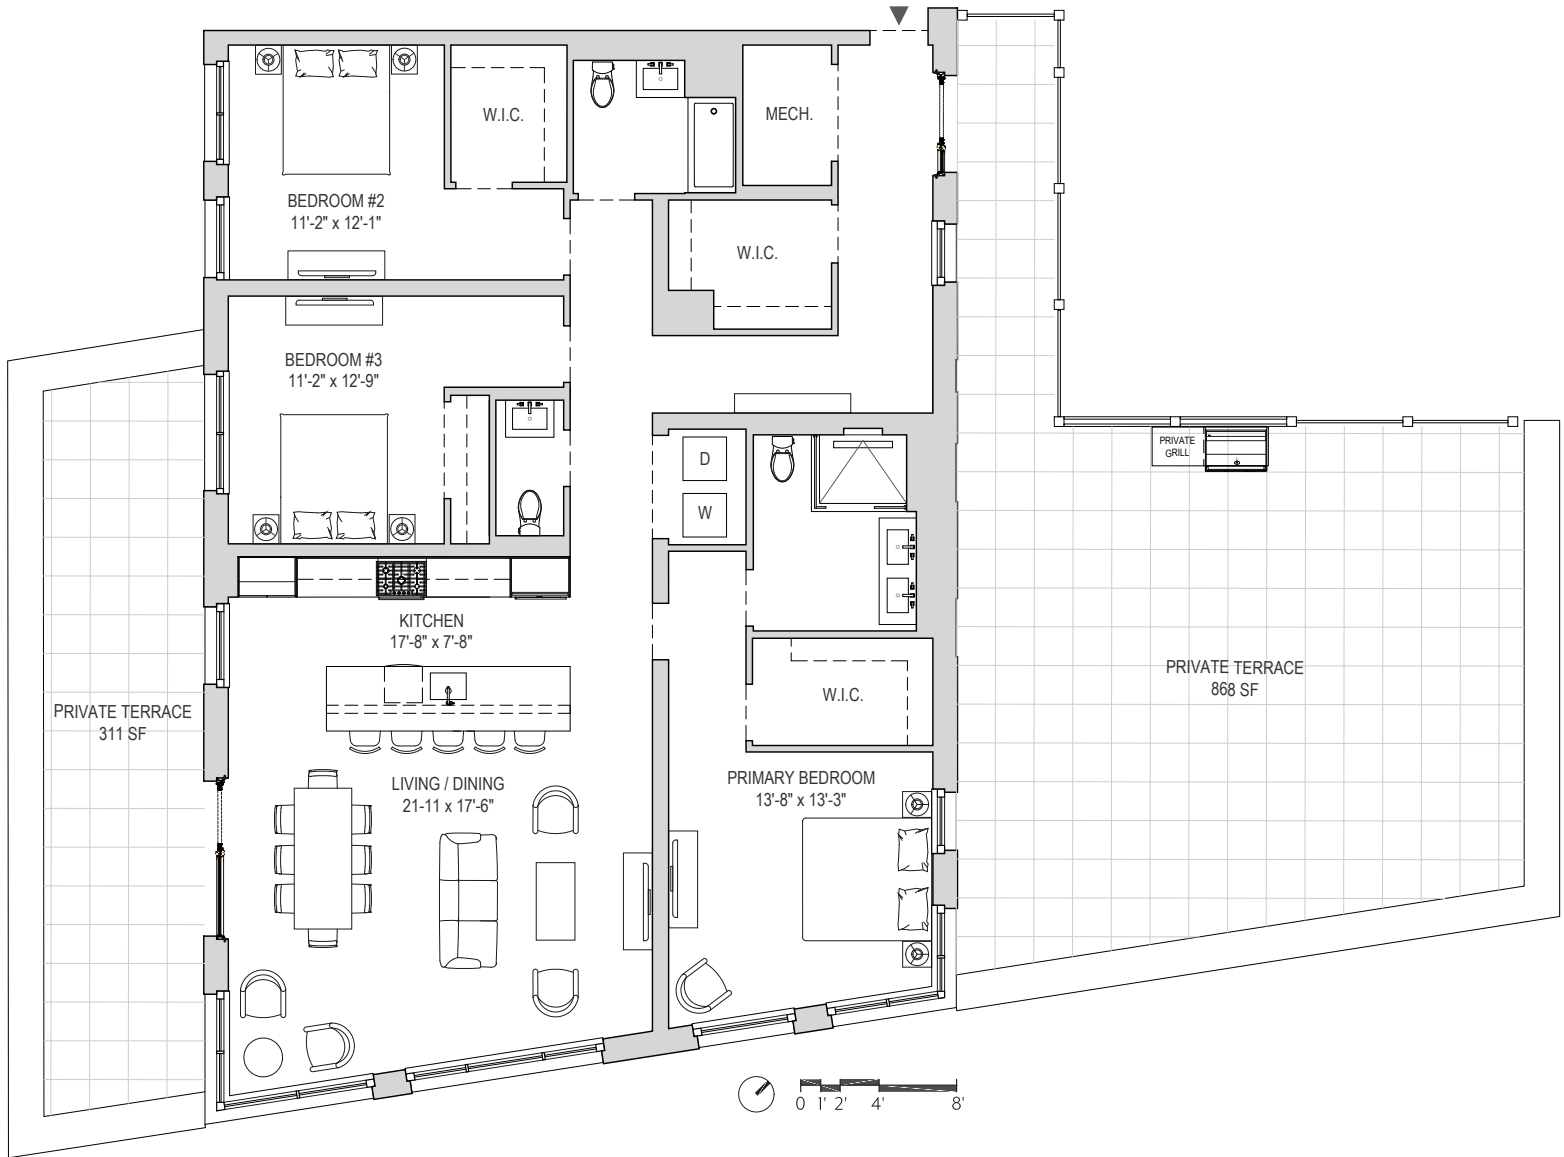 W.I.C.
MECH.
BEDROOM #2
11'-2" x 12'-1"
W.I.C.
BEDROOM #3
11'-2" x 12'-9"
PRIVATE
GRILL
D
W
KITCHEN
17'-8" x 7'-8"
PRIVATE TERRACE
868 SF
W.I.C.
PRIVATE TERRACE
311 SF
LIVING / DINING
21-11 x 17'-6"
PRIMARY BEDROOM
13'-8" x 13'-3"
0 1' 2' 4' 8'